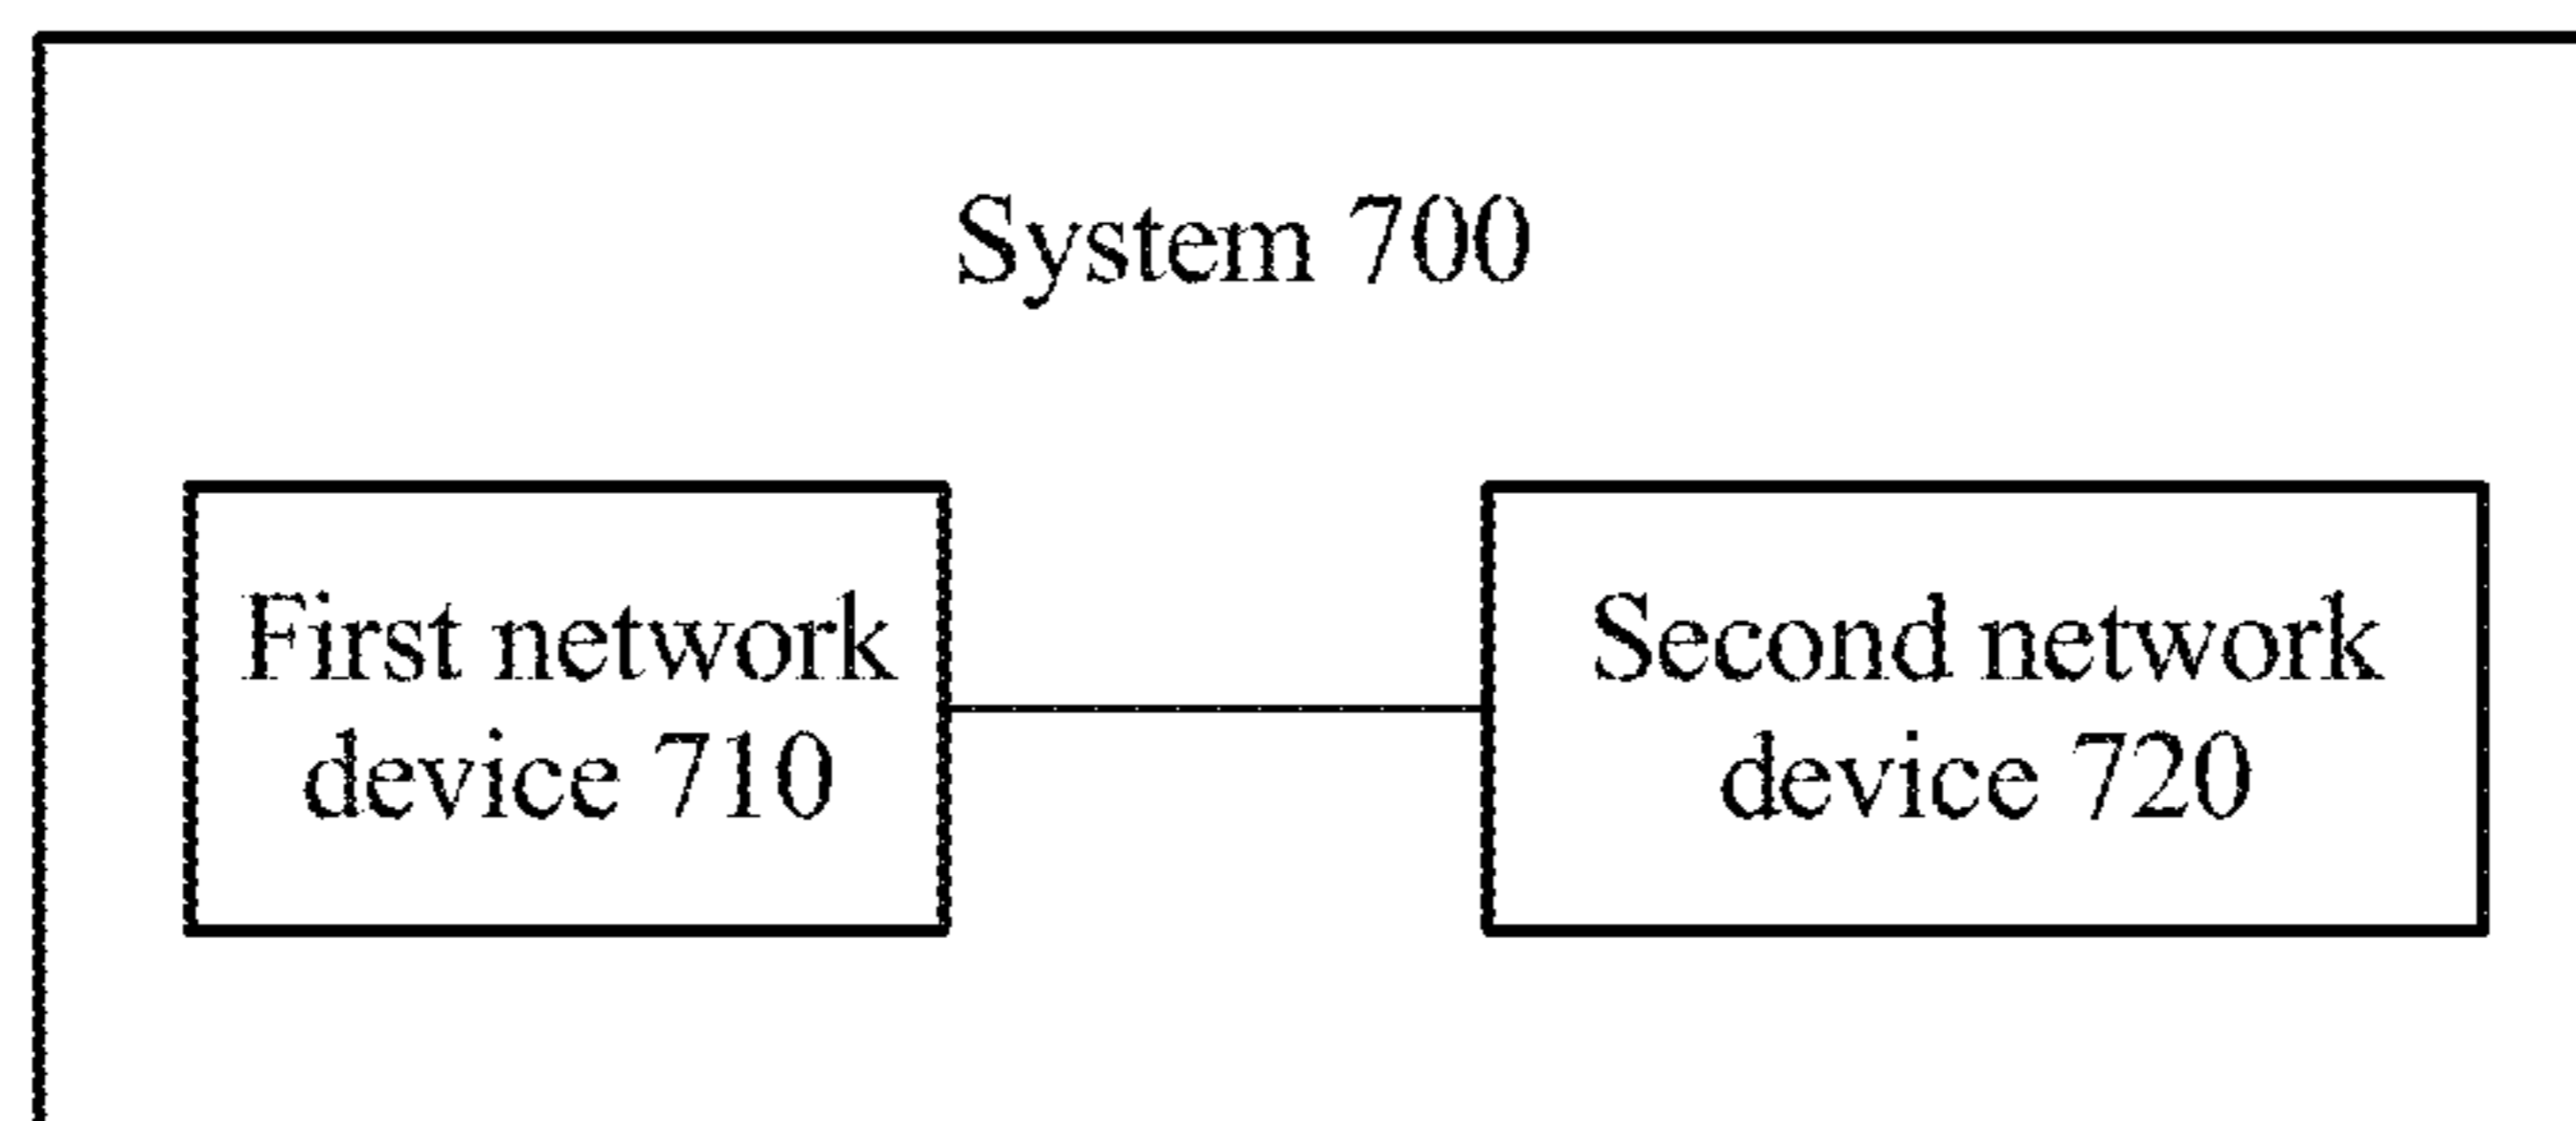 System 700
First network
device 710
Second network
device 720